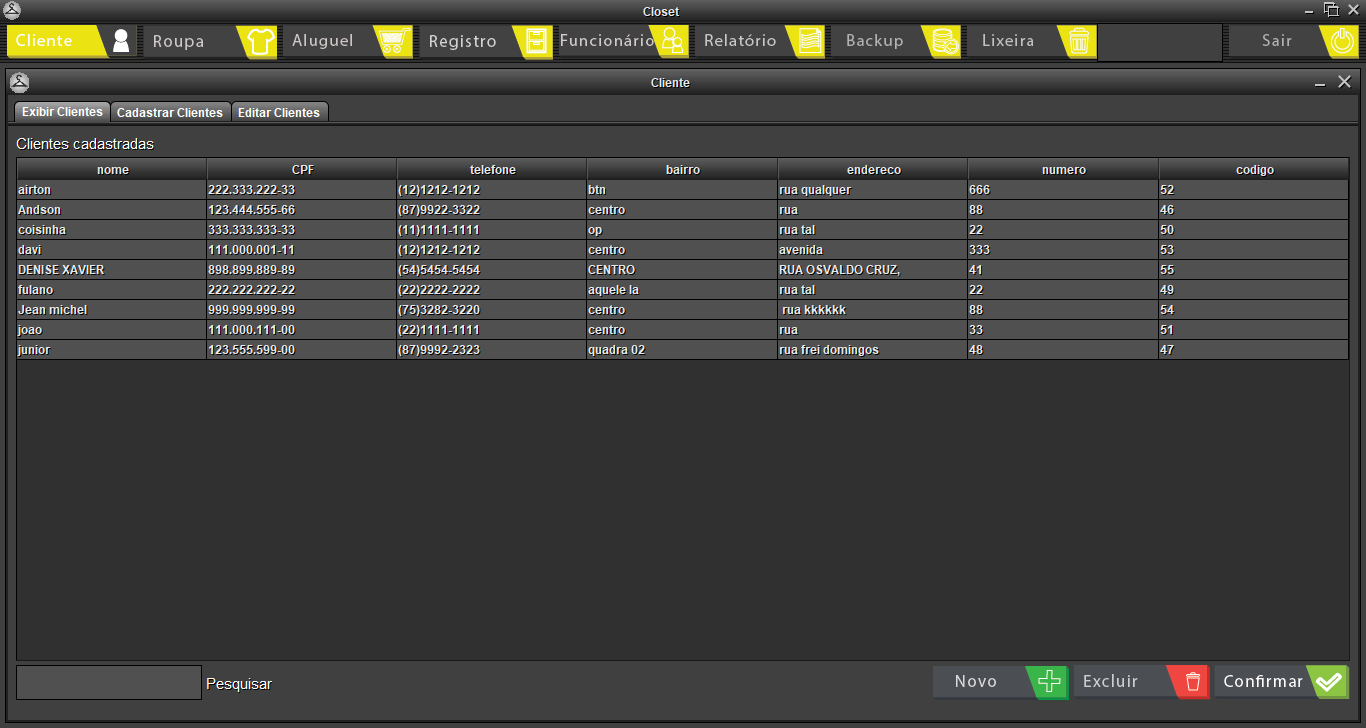 Closet
Cliente Roupa Aluguel Registro Funcionário Relatório Backup Lixeira Sair
Cliente
Exibir Clientes Cadastrar Clientes Editar Clientes
Clientes cadastradas
nome CPF telefone bairro endereco numero codigo
airton 222.333.222-33 (12)1212-1212 btn rua qualquer 666 52
Andson 123.444.555-66 (87)9922-3322 centro rua 88 46
coisinha 333.333.333-33 (11)1111-1111 op rua tal 22 50
davi 111.000.001-11 (12)1212-1212 centro avenida 333 53
DENISE XAVIER 898.899.889-89 (54)5454-5454 CENTRO RUA OSVALDO CRUZ, 41 55
fulano 222.222.222-22 (22)2222-2222 aquele la rua tal 22 49
Jean michel 999.999.999-99 (75)3282-3220 centro rua kkkkkk 88 54
joao 111.000.111-00 (22)1111-1111 centro rua 33 51
junior 123.555.599-00 (87)9992-2323 quadra 02 rua frei domingos 48 47
Pesquisar Novo Excluir Confirmar